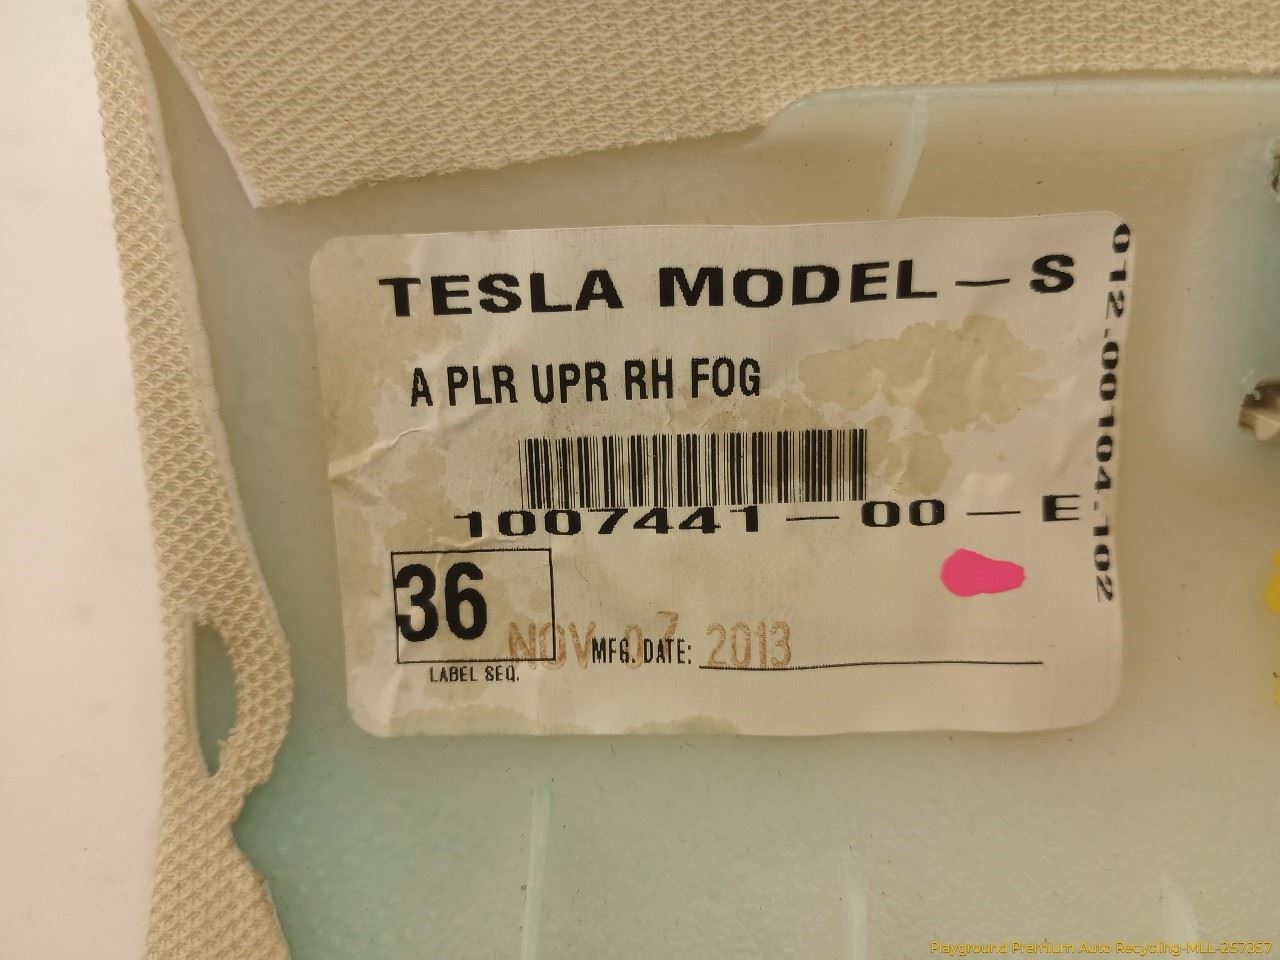 TESLA MODEL-S
A PLR UPR RH FOG
1007441-00-E
36
LABEL SEQ.
NOV 07 2013
MFG. DATE:
012.00104.102
Playground Premium Auto Recycling-MLL-257357